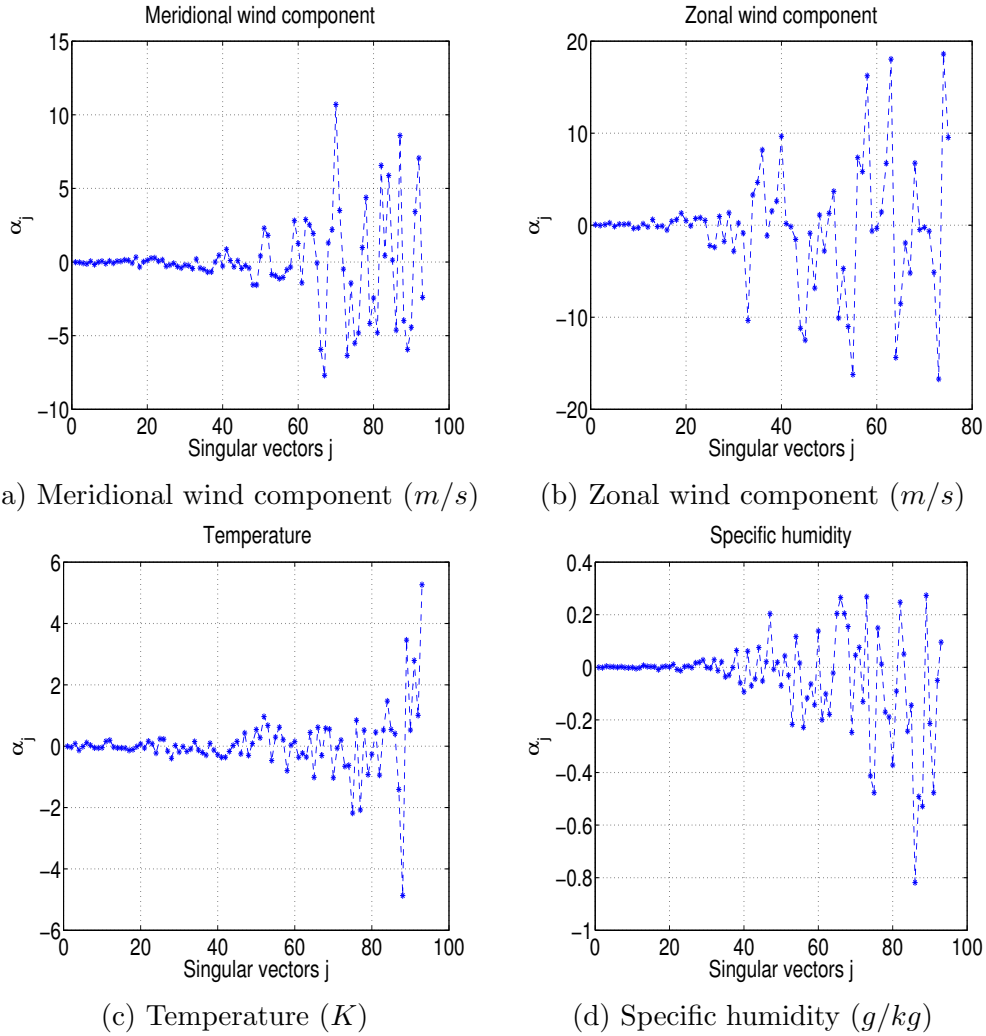 Meridional wind component
15
10
5
0
−5
−10
α_j
0 20 40 60 80 100
Singular vectors j
a) Meridional wind component (m/s)
Zonal wind component
20
10
0
−10
−20
α_j
0 20 40 60 80
Singular vectors j
(b) Zonal wind component (m/s)
Temperature
6
4
2
0
−2
−4
−6
α_j
0 20 40 60 80 100
Singular vectors j
(c) Temperature (K)
Specific humidity
0.4
0.2
0
−0.2
−0.4
−0.6
−0.8
−1
α_j
0 20 40 60 80 100
Singular vectors j
(d) Specific humidity (g/kg)